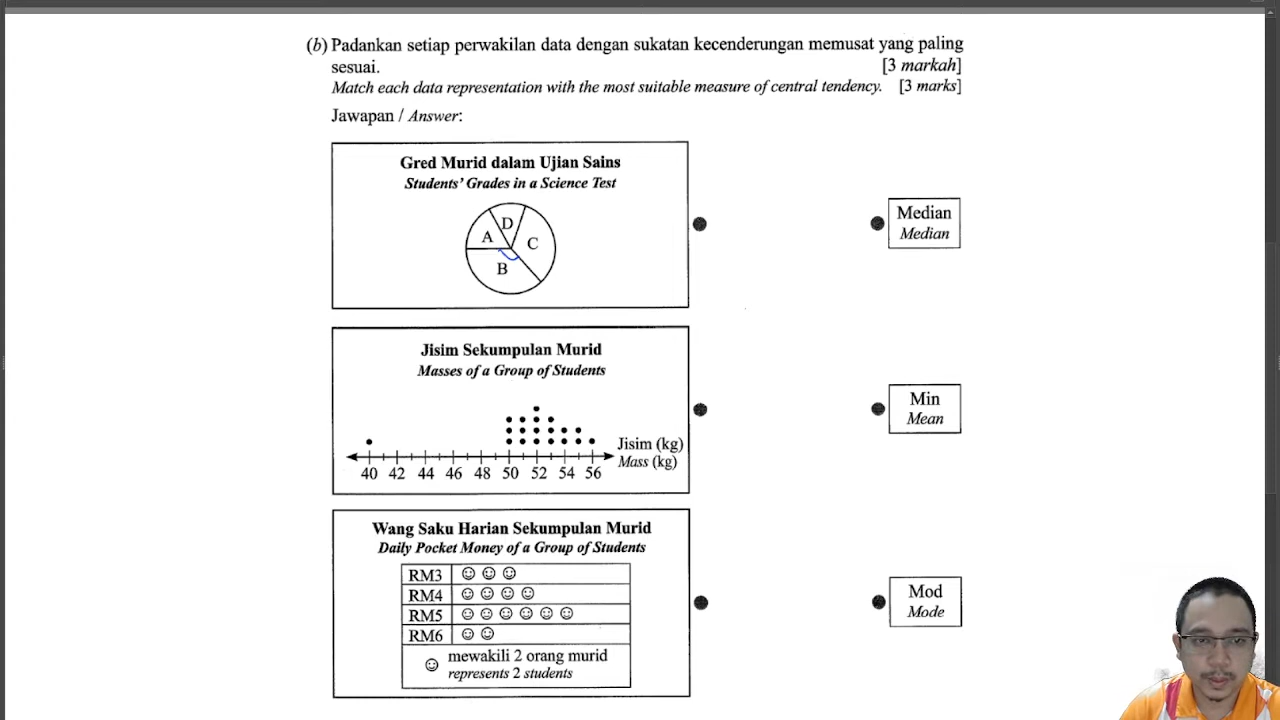 (b) Padankan setiap perwakilan data dengan sukatan kecenderungan memusat yang paling
sesuai. [3 markah]
Match each data representation with the most suitable measure of central tendency. [3 marks]
Jawapan / Answer:
Gred Murid dalam Ujian Sains
Students' Grades in a Science Test
D
A
C
B
Median
Median
Jisim Sekumpulan Murid
Masses of a Group of Students
Jisim (kg)
Mass (kg)
40 42 44 46 48 50 52 54 56
Min
Mean
Wang Saku Harian Sekumpulan Murid
Daily Pocket Money of a Group of Students
RM3
RM4
RM5
RM6
mewakili 2 orang murid
represents 2 students
Mod
Mode